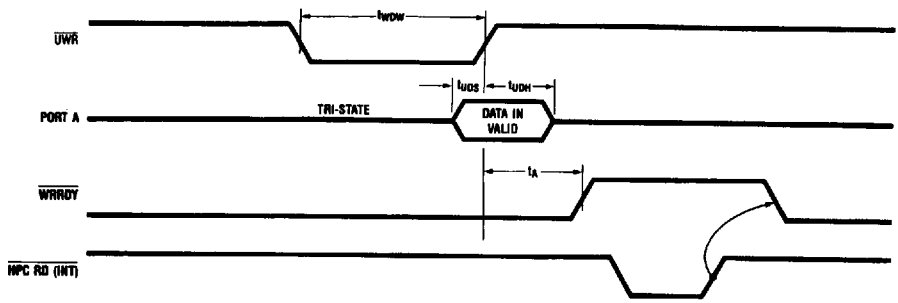 tWDW
UWR
tUDS
tUDH
PORT A
TRI-STATE
DATA IN
VALID
tA
WRRDY
HPC RD (INT)